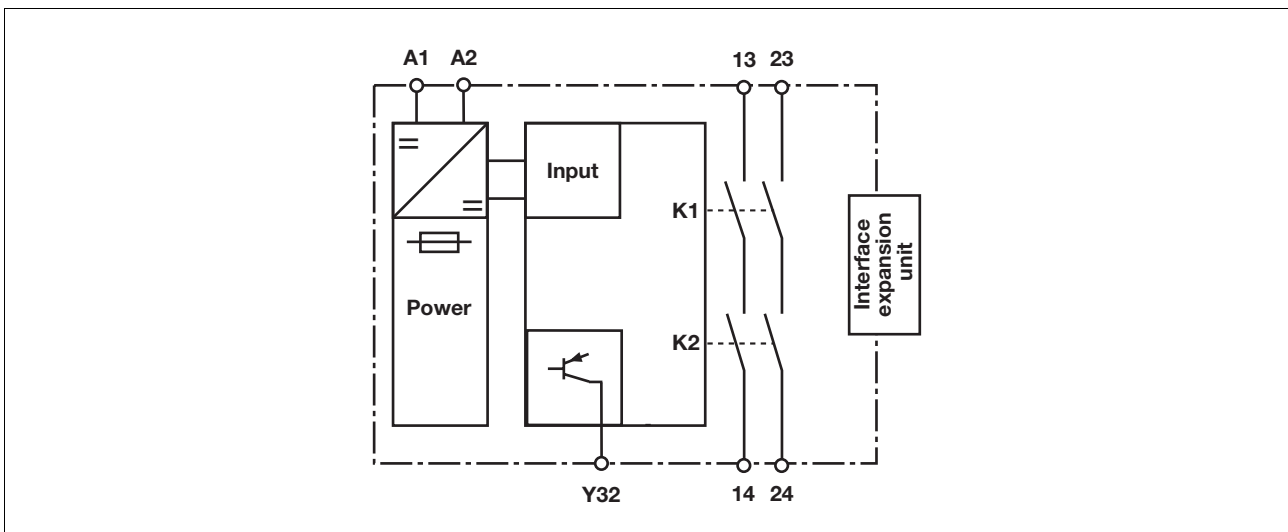 A1 A2 13 23
Input
K1
Interface
expansion
unit
Power
K2
Y32 14 24